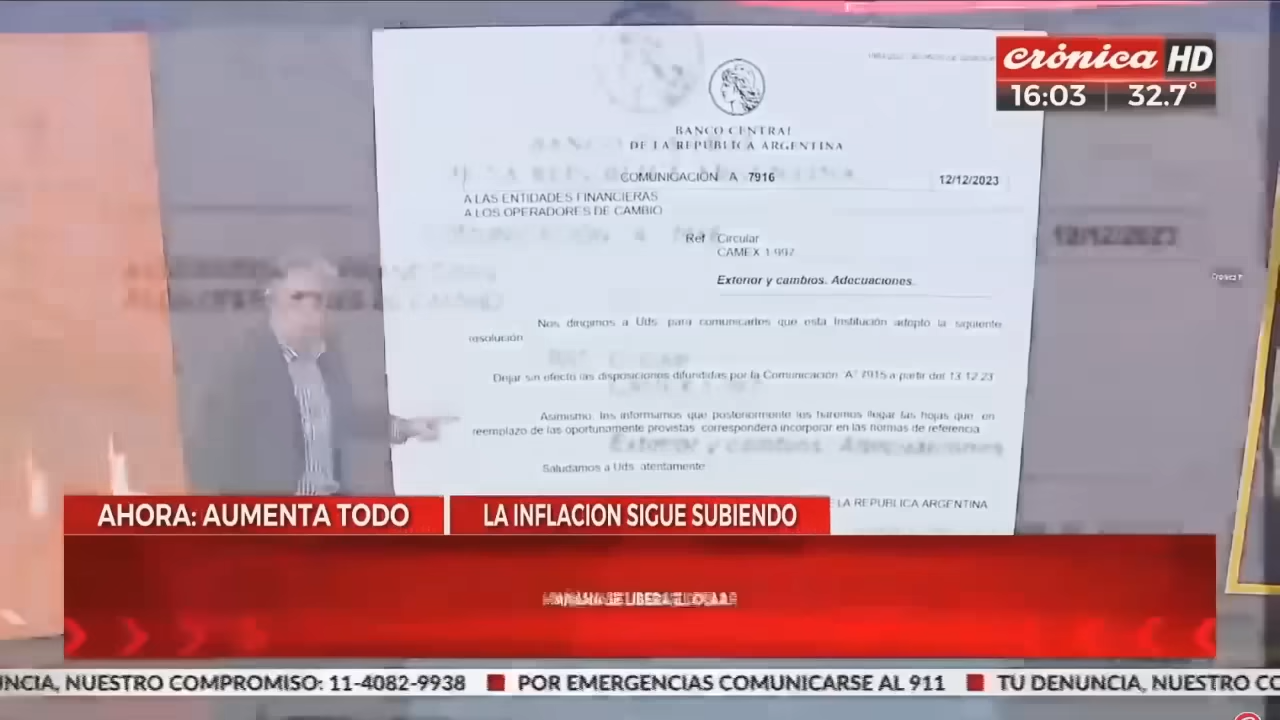 crónica HD
16:03 32.7°
BANCO CENTRAL
DE LA REPUBLICA ARGENTINA
COMUNICACIÓN A 7916
12/12/2023
A LAS ENTIDADES FINANCIERAS
A LOS OPERADORES DE CAMBIO
Ref Circular
CAMEX 1-997
Exterior y cambios. Adecuaciones.
Nos dirigimos a Uds. para comunicarles que esta Institución adoptó la siguiente
resolución
Dejar sin efecto las disposiciones difundidas por la Comunicación "A" 7915 a partir del 13.12.23
Asimismo, les informamos que posteriormente les haremos llegar las hojas que, en
reemplazo de las oportunamente provistas, corresponderá incorporar en las normas de referencia.
Saludamos a Uds. atentamente
LA REPUBLICA ARGENTINA
AHORA: AUMENTA TODO
LA INFLACION SIGUE SUBIENDO
NCIA, NUESTRO COMPROMISO: 11-4082-9938 POR EMERGENCIAS COMUNICARSE AL 911 TU DENUNCIA, NUESTRO CO